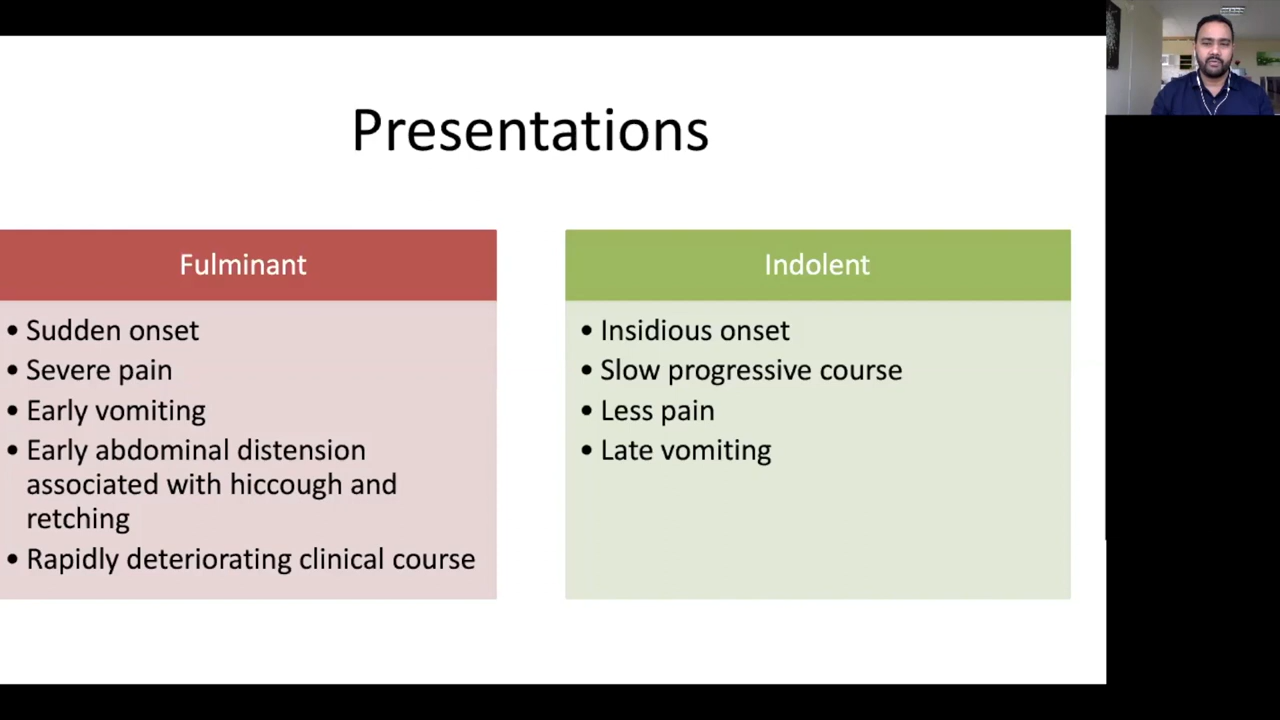 Presentations
Fulminant
• Sudden onset
• Severe pain
• Early vomiting
• Early abdominal distension
associated with hiccough and
retching
• Rapidly deteriorating clinical course
Indolent
• Insidious onset
• Slow progressive course
• Less pain
• Late vomiting